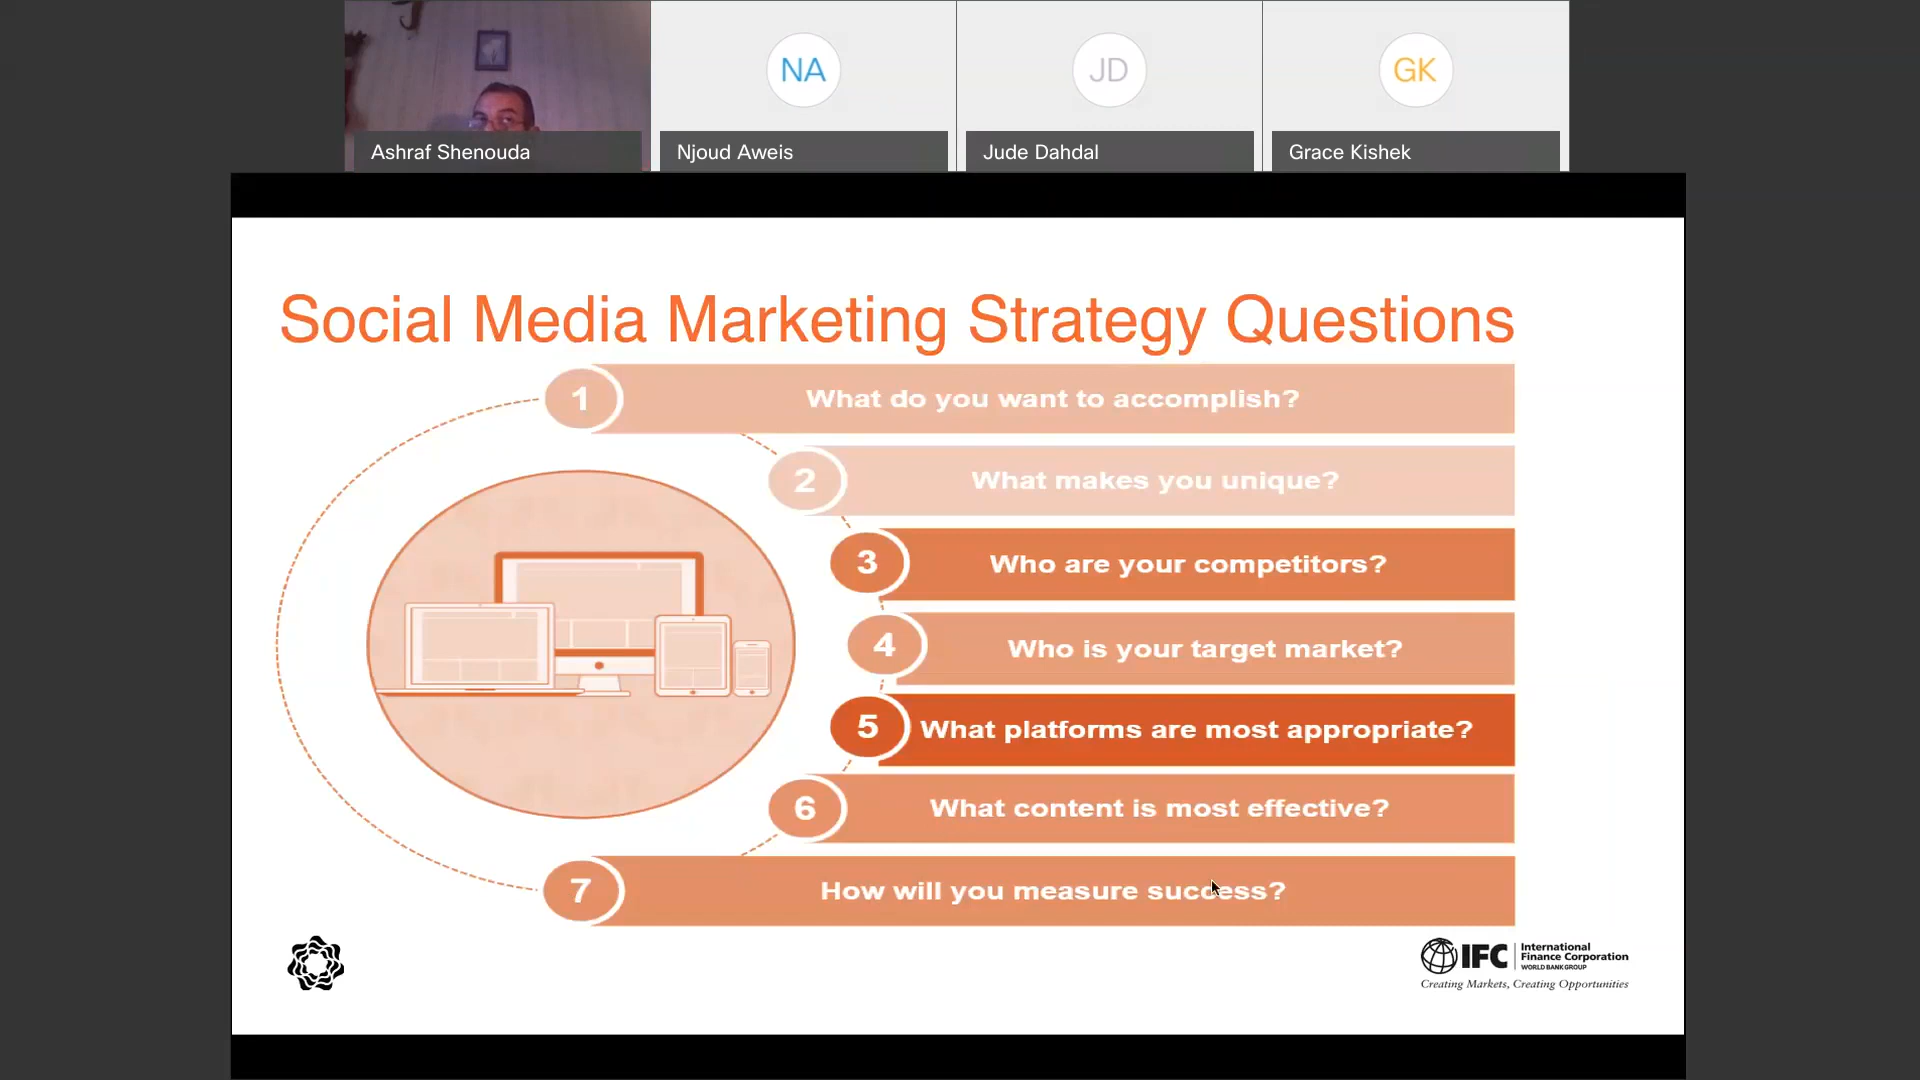 NA
JD
GK
Ashraf Shenouda
Njoud Aweis
Jude Dahdal
Grace Kishek
Social Media Marketing Strategy Questions
1 What do you want to accomplish?
2 What makes you unique?
3 Who are your competitors?
4 Who is your target market?
5 What platforms are most appropriate?
6 What content is most effective?
7 How will you measure success?
IFC
International
Finance Corporation
WORLD BANK GROUP
Creating Markets, Creating Opportunities